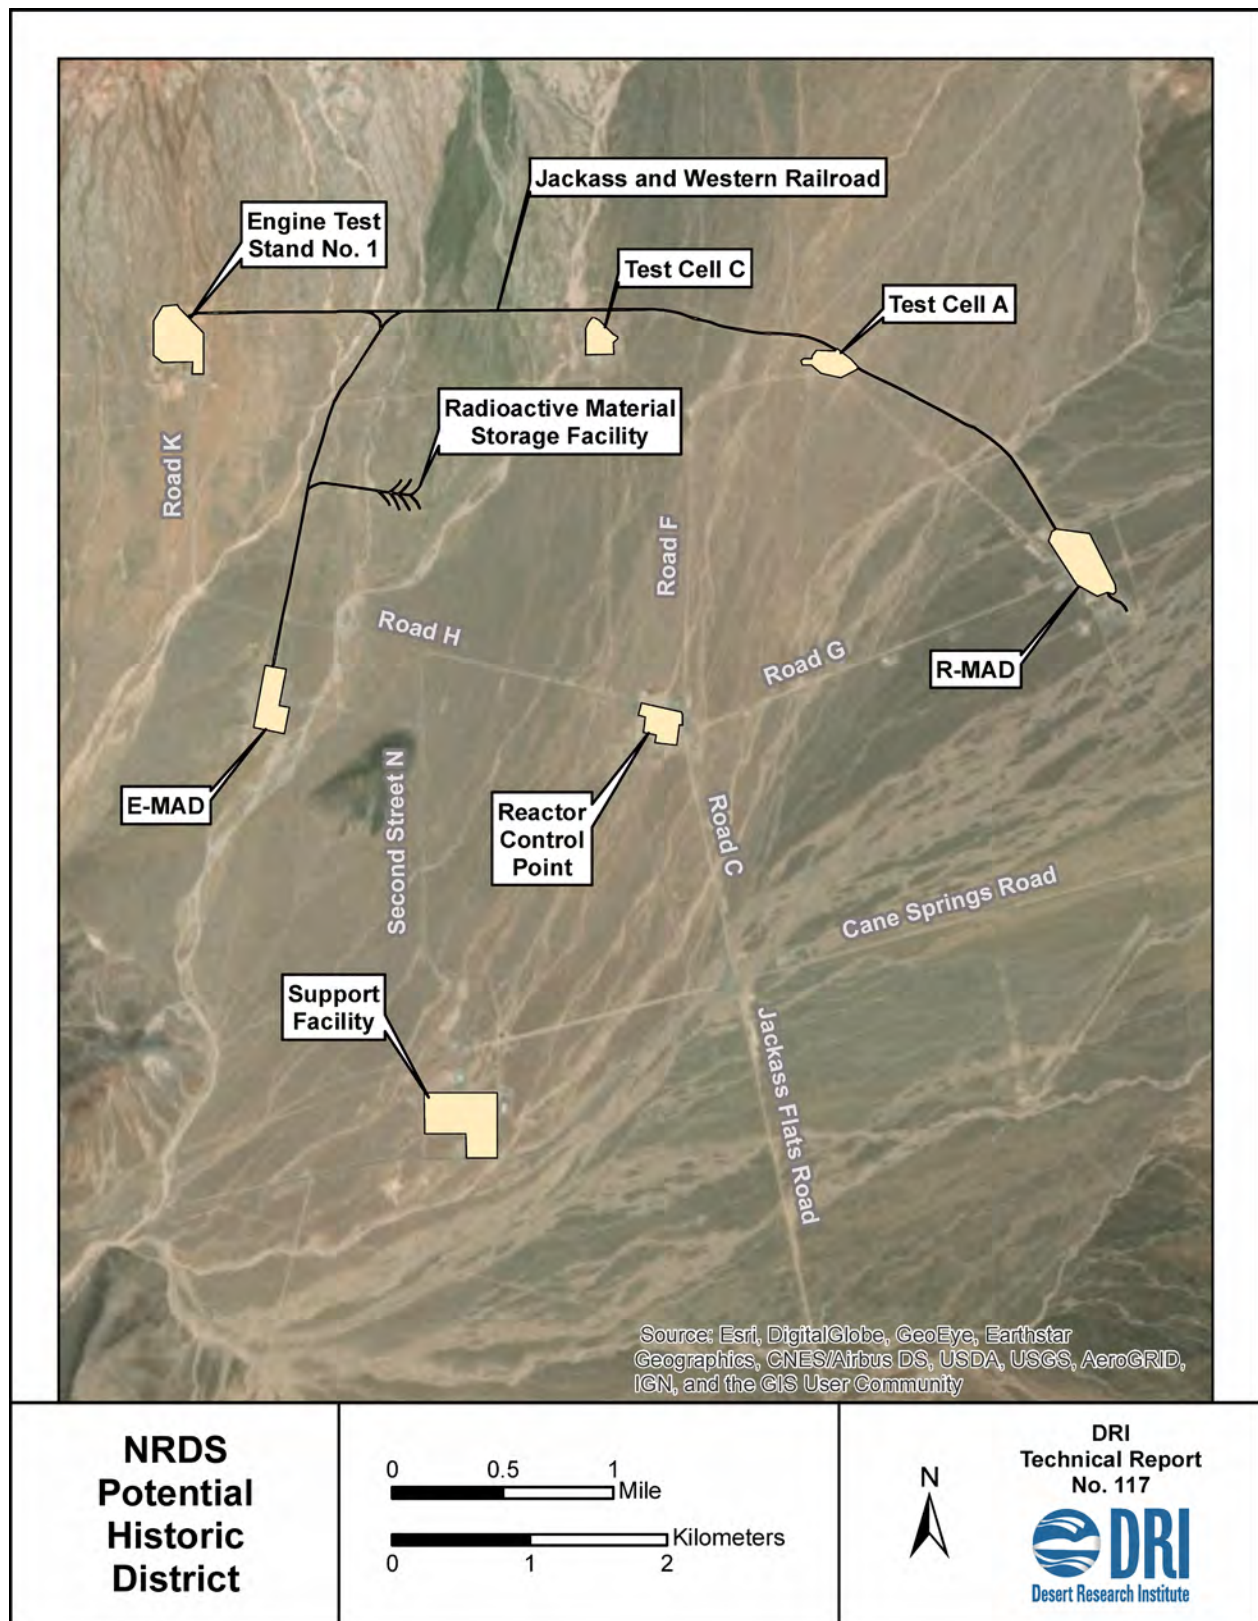 Jackass and Western Railroad
Engine Test
Stand No. 1
Test Cell C
Test Cell A
Radioactive Material
Storage Facility
Road K
Road F
Road H
Road G
R-MAD
E-MAD
Second Street N
Reactor
Control
Point
Road C
Cane Springs Road
Support
Facility
Jackass Flats Road
Source: Esri, DigitalGlobe, GeoEye, Earthstar
Geographics, CNES/Airbus DS, USDA, USGS, AeroGRID,
IGN, and the GIS User Community
NRDS
Potential
Historic
District
0 0.5 1
Mile
Kilometers
0 1 2
N
DRI
Technical Report
No. 117
DRI
Desert Research Institute